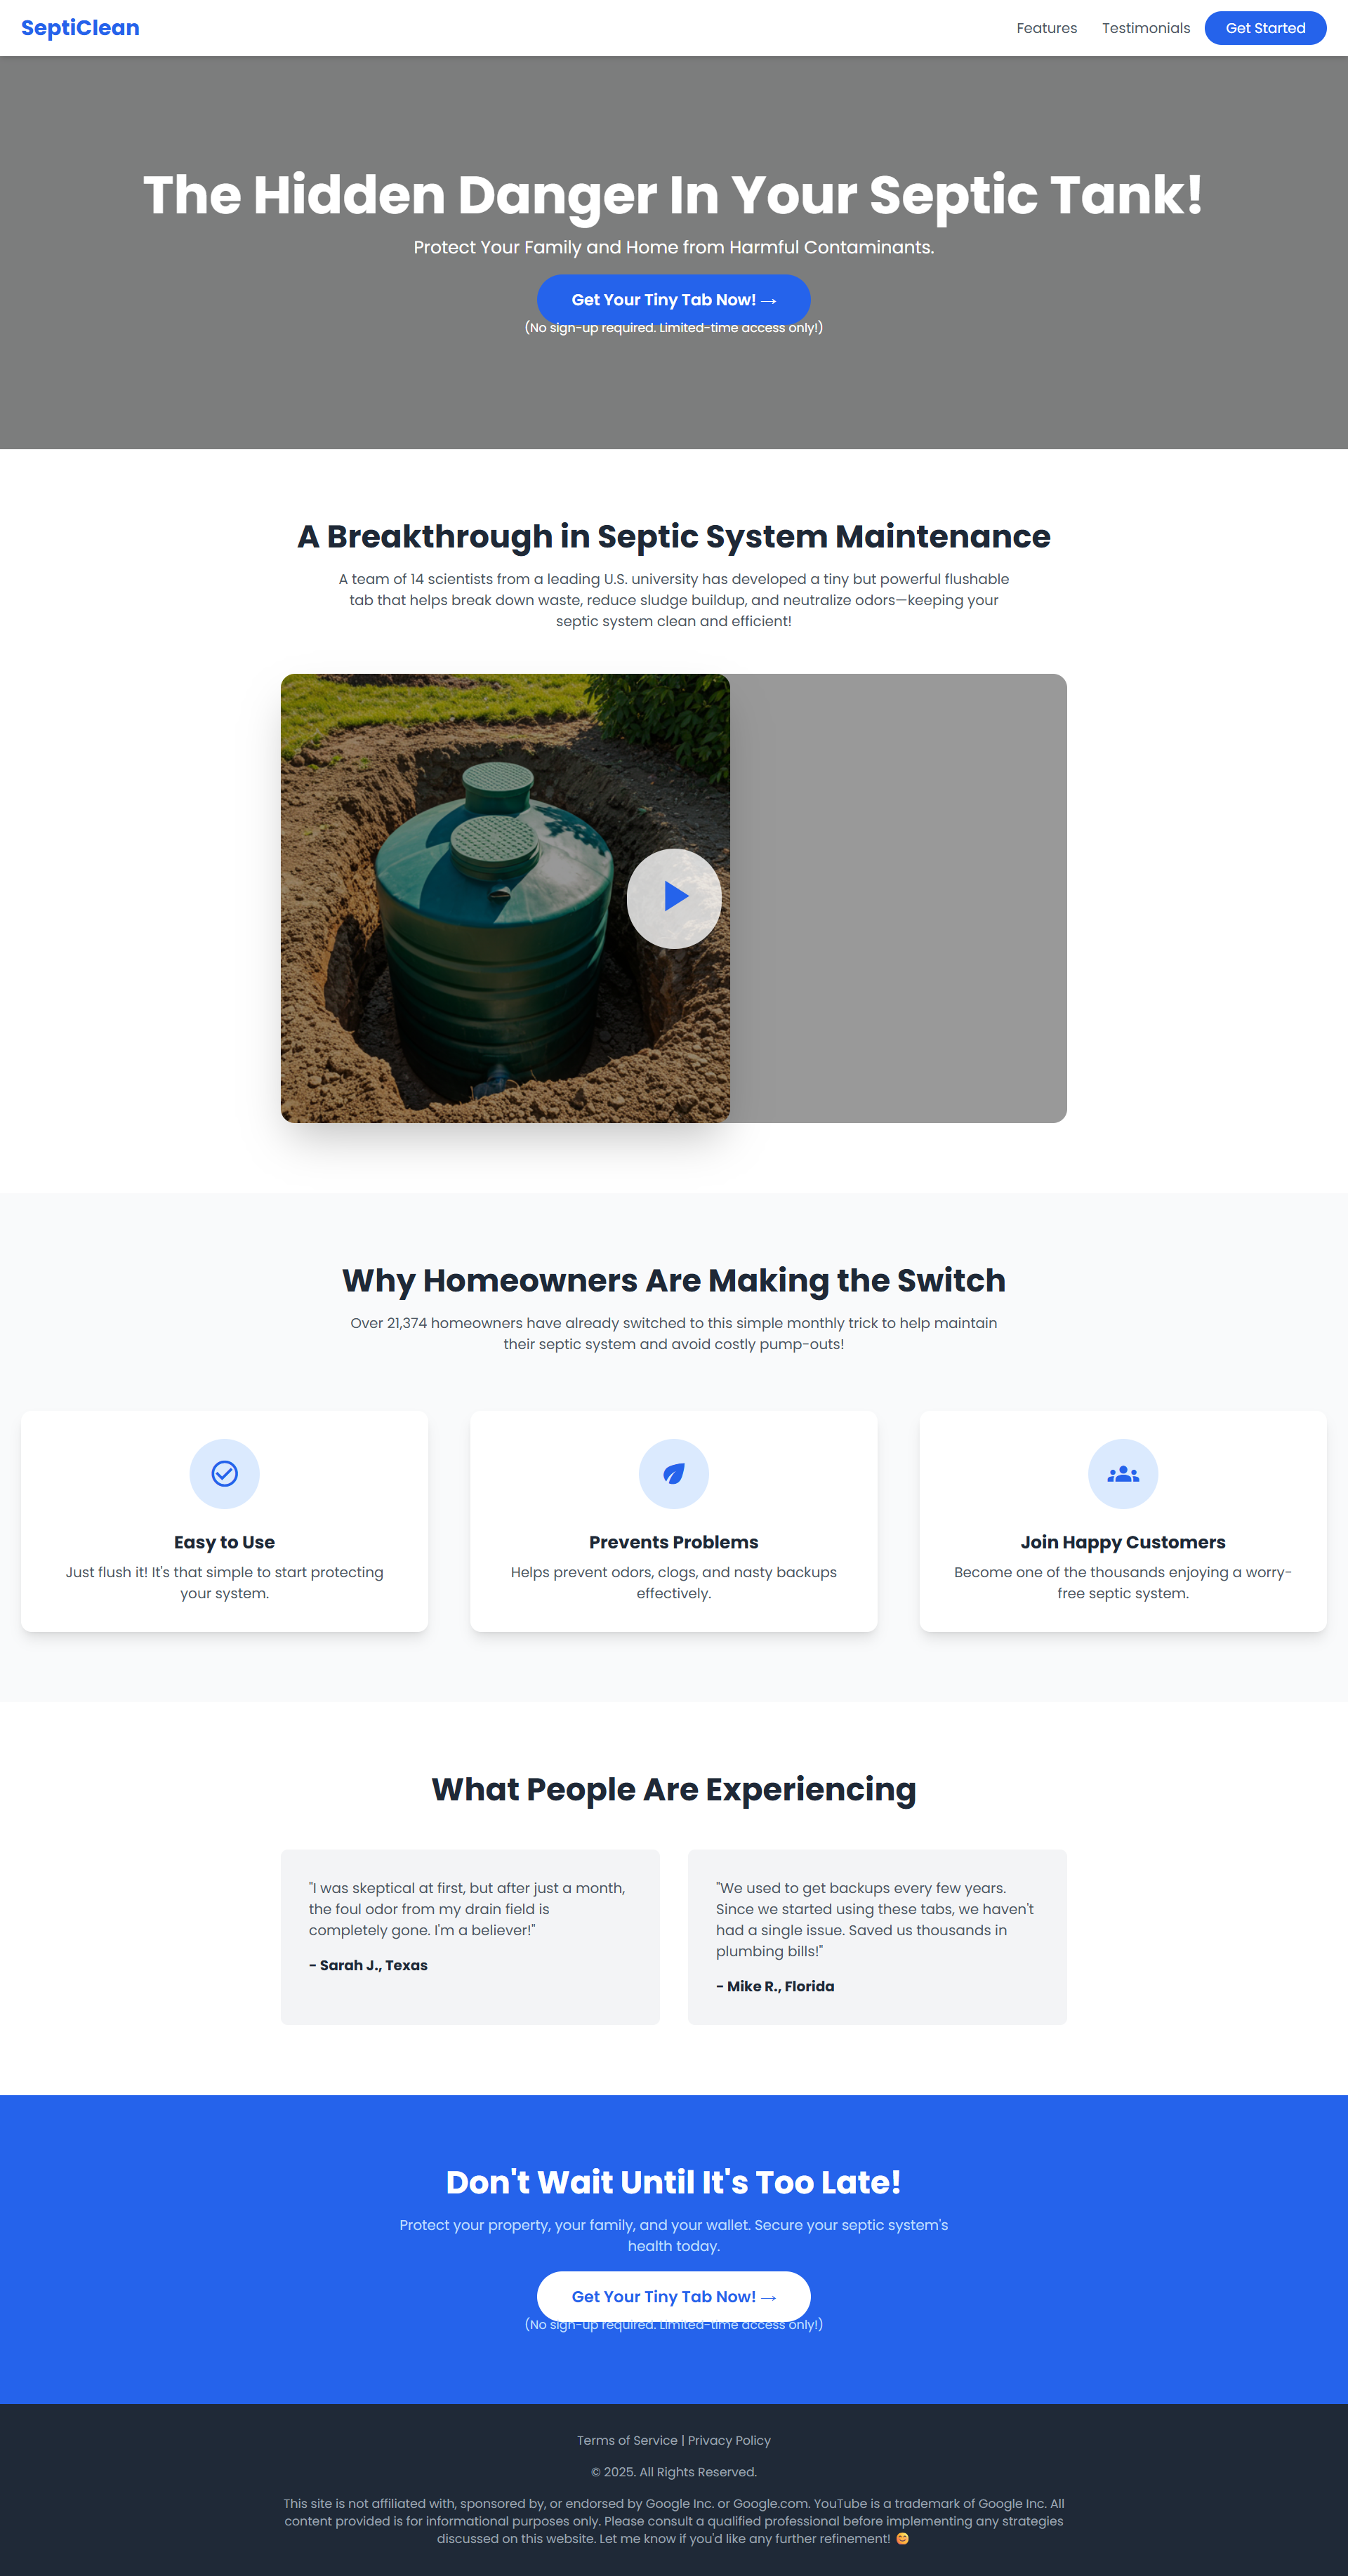 SeptiClean
Features
Testimonials
Get Started
The Hidden Danger In Your Septic Tank!
Protect Your Family and Home from Harmful Contaminants.
Get Your Tiny Tab Now! →
(No sign-up required. Limited-time access only!)
A Breakthrough in Septic System Maintenance
A team of 14 scientists from a leading U.S. university has developed a tiny but powerful flushable
tab that helps break down waste, reduce sludge buildup, and neutralize odors—keeping your
septic system clean and efficient!
Why Homeowners Are Making the Switch
Over 21,374 homeowners have already switched to this simple monthly trick to help maintain
their septic system and avoid costly pump-outs!
Easy to Use
Just flush it! It's that simple to start protecting
your system.
Prevents Problems
Helps prevent odors, clogs, and nasty backups
effectively.
Join Happy Customers
Become one of the thousands enjoying a worry-
free septic system.
What People Are Experiencing
"I was skeptical at first, but after just a month,
the foul odor from my drain field is
completely gone. I'm a believer!"
- Sarah J., Texas
"We used to get backups every few years.
Since we started using these tabs, we haven't
had a single issue. Saved us thousands in
plumbing bills!"
- Mike R., Florida
Don't Wait Until It's Too Late!
Protect your property, your family, and your wallet. Secure your septic system's
health today.
Get Your Tiny Tab Now! →
(No sign-up required. Limited-time access only!)
Terms of Service | Privacy Policy
© 2025. All Rights Reserved.
This site is not affiliated with, sponsored by, or endorsed by Google Inc. or Google.com. YouTube is a trademark of Google Inc. All
content provided is for informational purposes only. Please consult a qualified professional before implementing any strategies
discussed on this website. Let me know if you'd like any further refinement! 😊